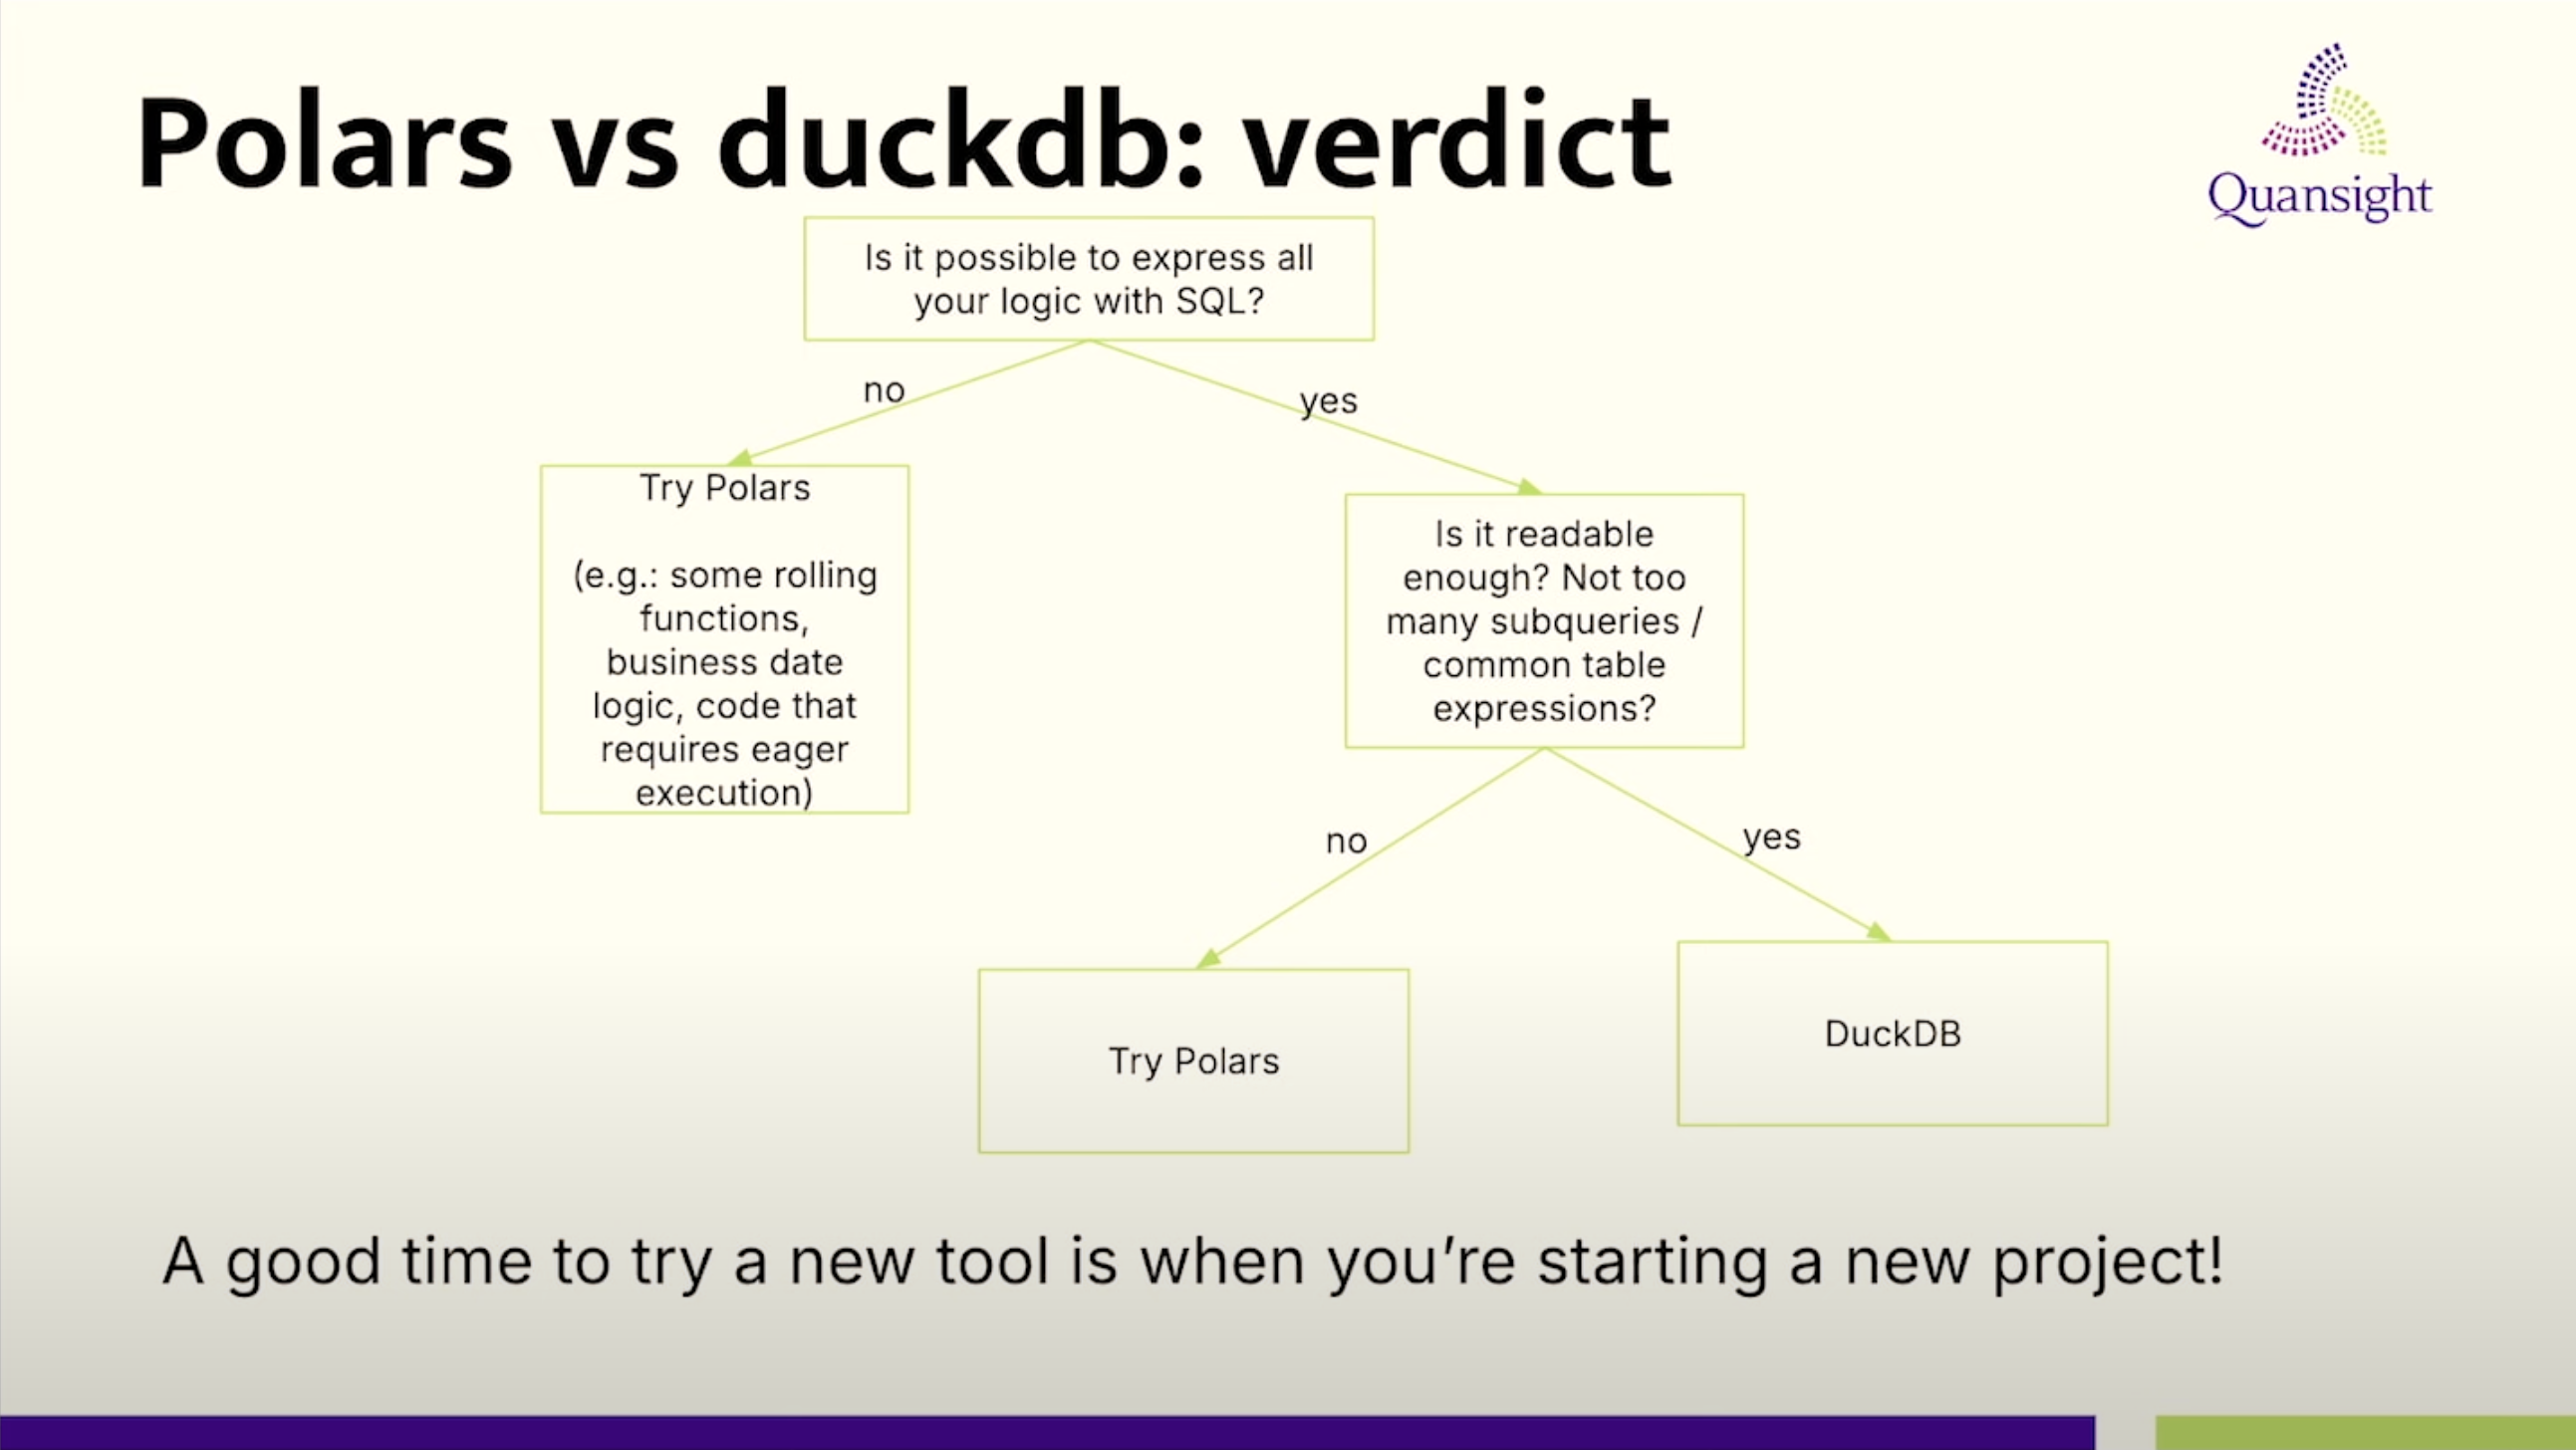 Polars vs duckdb: verdict
Quansight
Is it possible to express all
your logic with SQL?
no
yes
Try Polars
(e.g.: some rolling
functions,
business date
logic, code that
requires eager
execution)
Is it readable
enough? Not too
many subqueries /
common table
expressions?
no
yes
Try Polars
DuckDB
A good time to try a new tool is when you’re starting a new project!